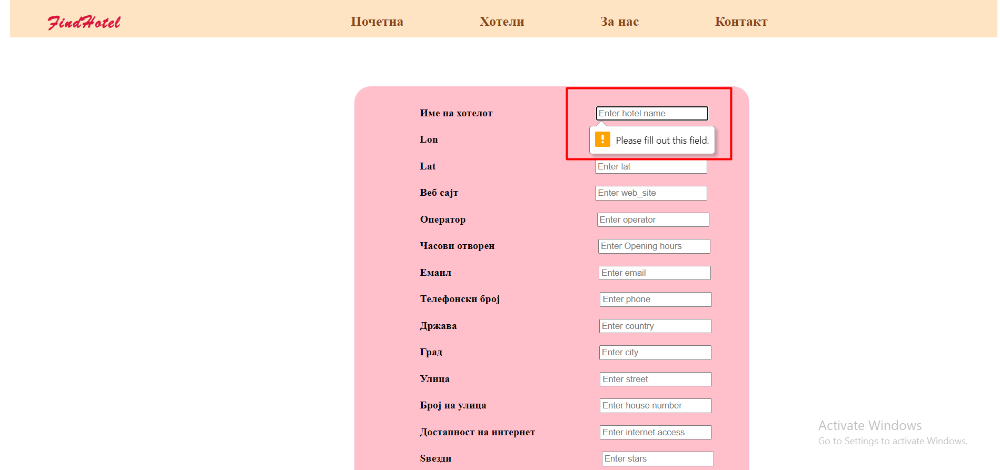 FindHotel Почетна Хотели За нас Контакт
Име на хотелот Enter hotel name
Lon Please fill out this field.
Lat Enter lat
Веб сајт Enter web_site
Оператор Enter operator
Часови отворен Enter Opening hours
Емаил Enter email
Телефонски број Enter phone
Држава Enter country
Град Enter city
Улица Enter street
Број на улица Enter house number
Достапност на интернет Enter internet access
Ѕвезди Enter stars
Activate Windows
Go to Settings to activate Windows.